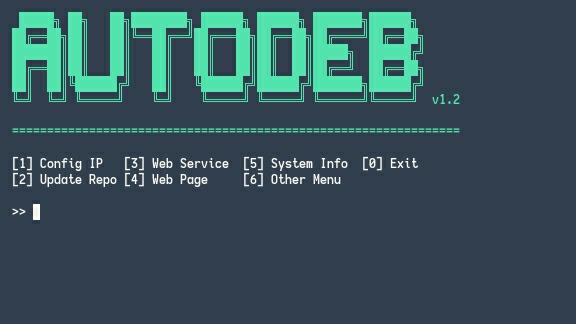 AUTODEB
v1.2
================================================================
[1] Config IP [3] Web Service [5] System Info [0] Exit
[2] Update Repo [4] Web Page [6] Other Menu
>>